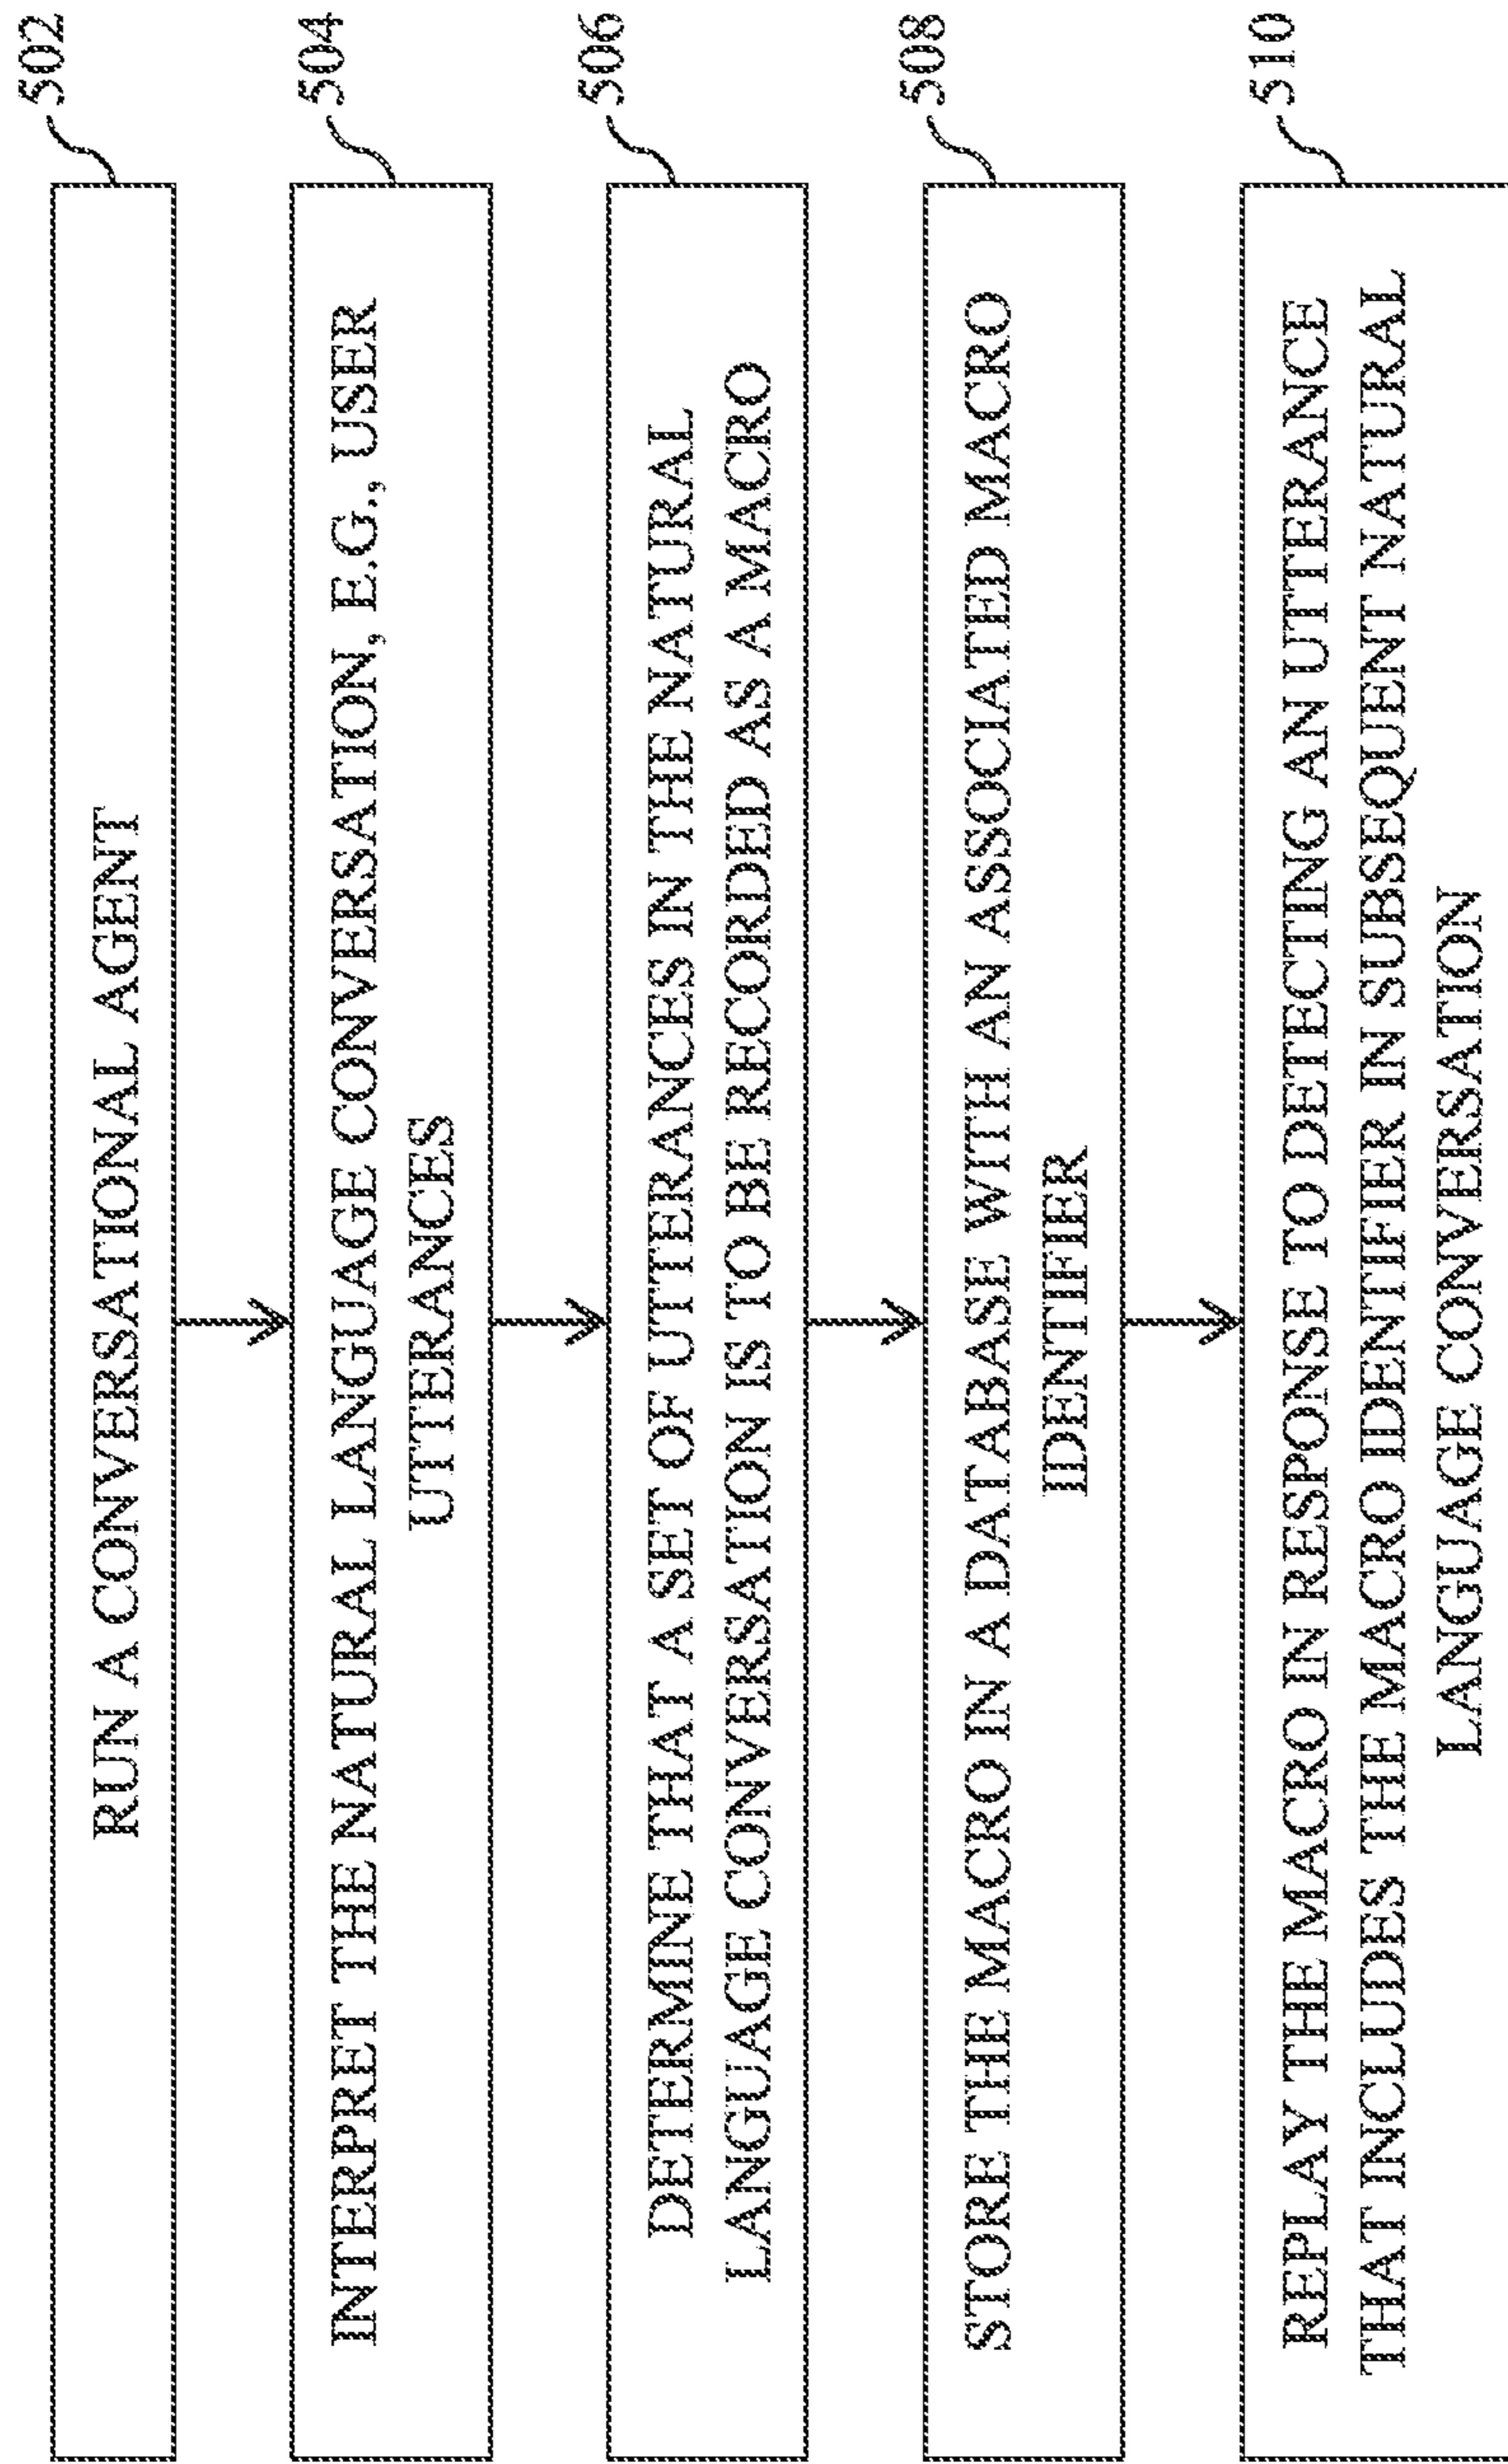 RUN A CONVERSATIONAL AGENT
502
INTERPRET THE NATURAL LANGUAGE CONVERSATION, E.G., USER
UTTERANCES
504
DETERMINE THAT A SET OF UTTERANCES IN THE NATURAL
LANGUAGE CONVERSATION IS TO BE RECORDED AS A MACRO
506
STORE THE MACRO IN A DATABASE WITH AN ASSOCIATED MACRO
IDENTIFIER
508
REPLAY THE MACRO IN RESPONSE TO DETECTING AN UTTERANCE
THAT INCLUDES THE MACRO IDENTIFIER IN SUBSEQUENT NATURAL
LANGUAGE CONVERSATION
510